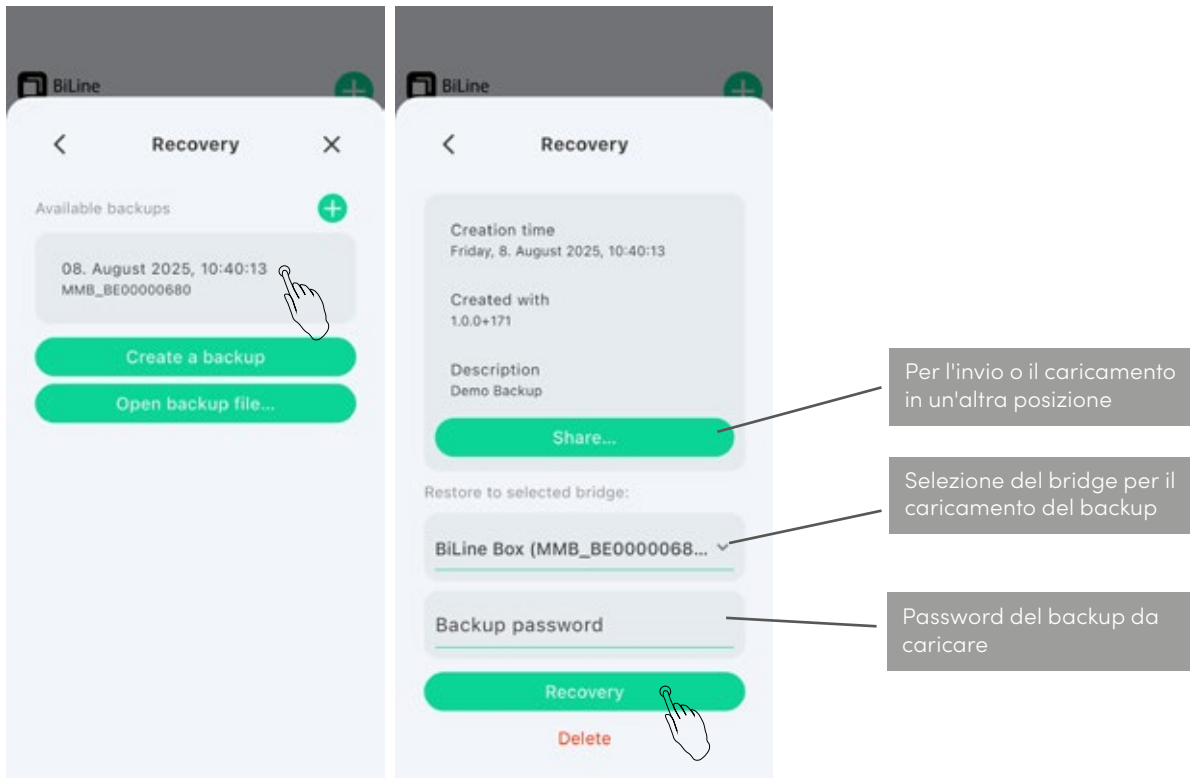 BiLine
Recovery
Available backups
08. August 2025, 10:40:13
MMB_BE00000680
Create a backup
Open backup file...
BiLine
Recovery
Creation time
Friday, 8. August 2025, 10:40:13
Created with
1.0.0+171
Description
Demo Backup
Share...
Restore to selected bridge:
BiLine Box (MMB_BE0000068...
Backup password
Recovery
Delete
Per l'invio o il caricamento
in un'altra posizione
Selezione del bridge per il
caricamento del backup
Password del backup da
caricare